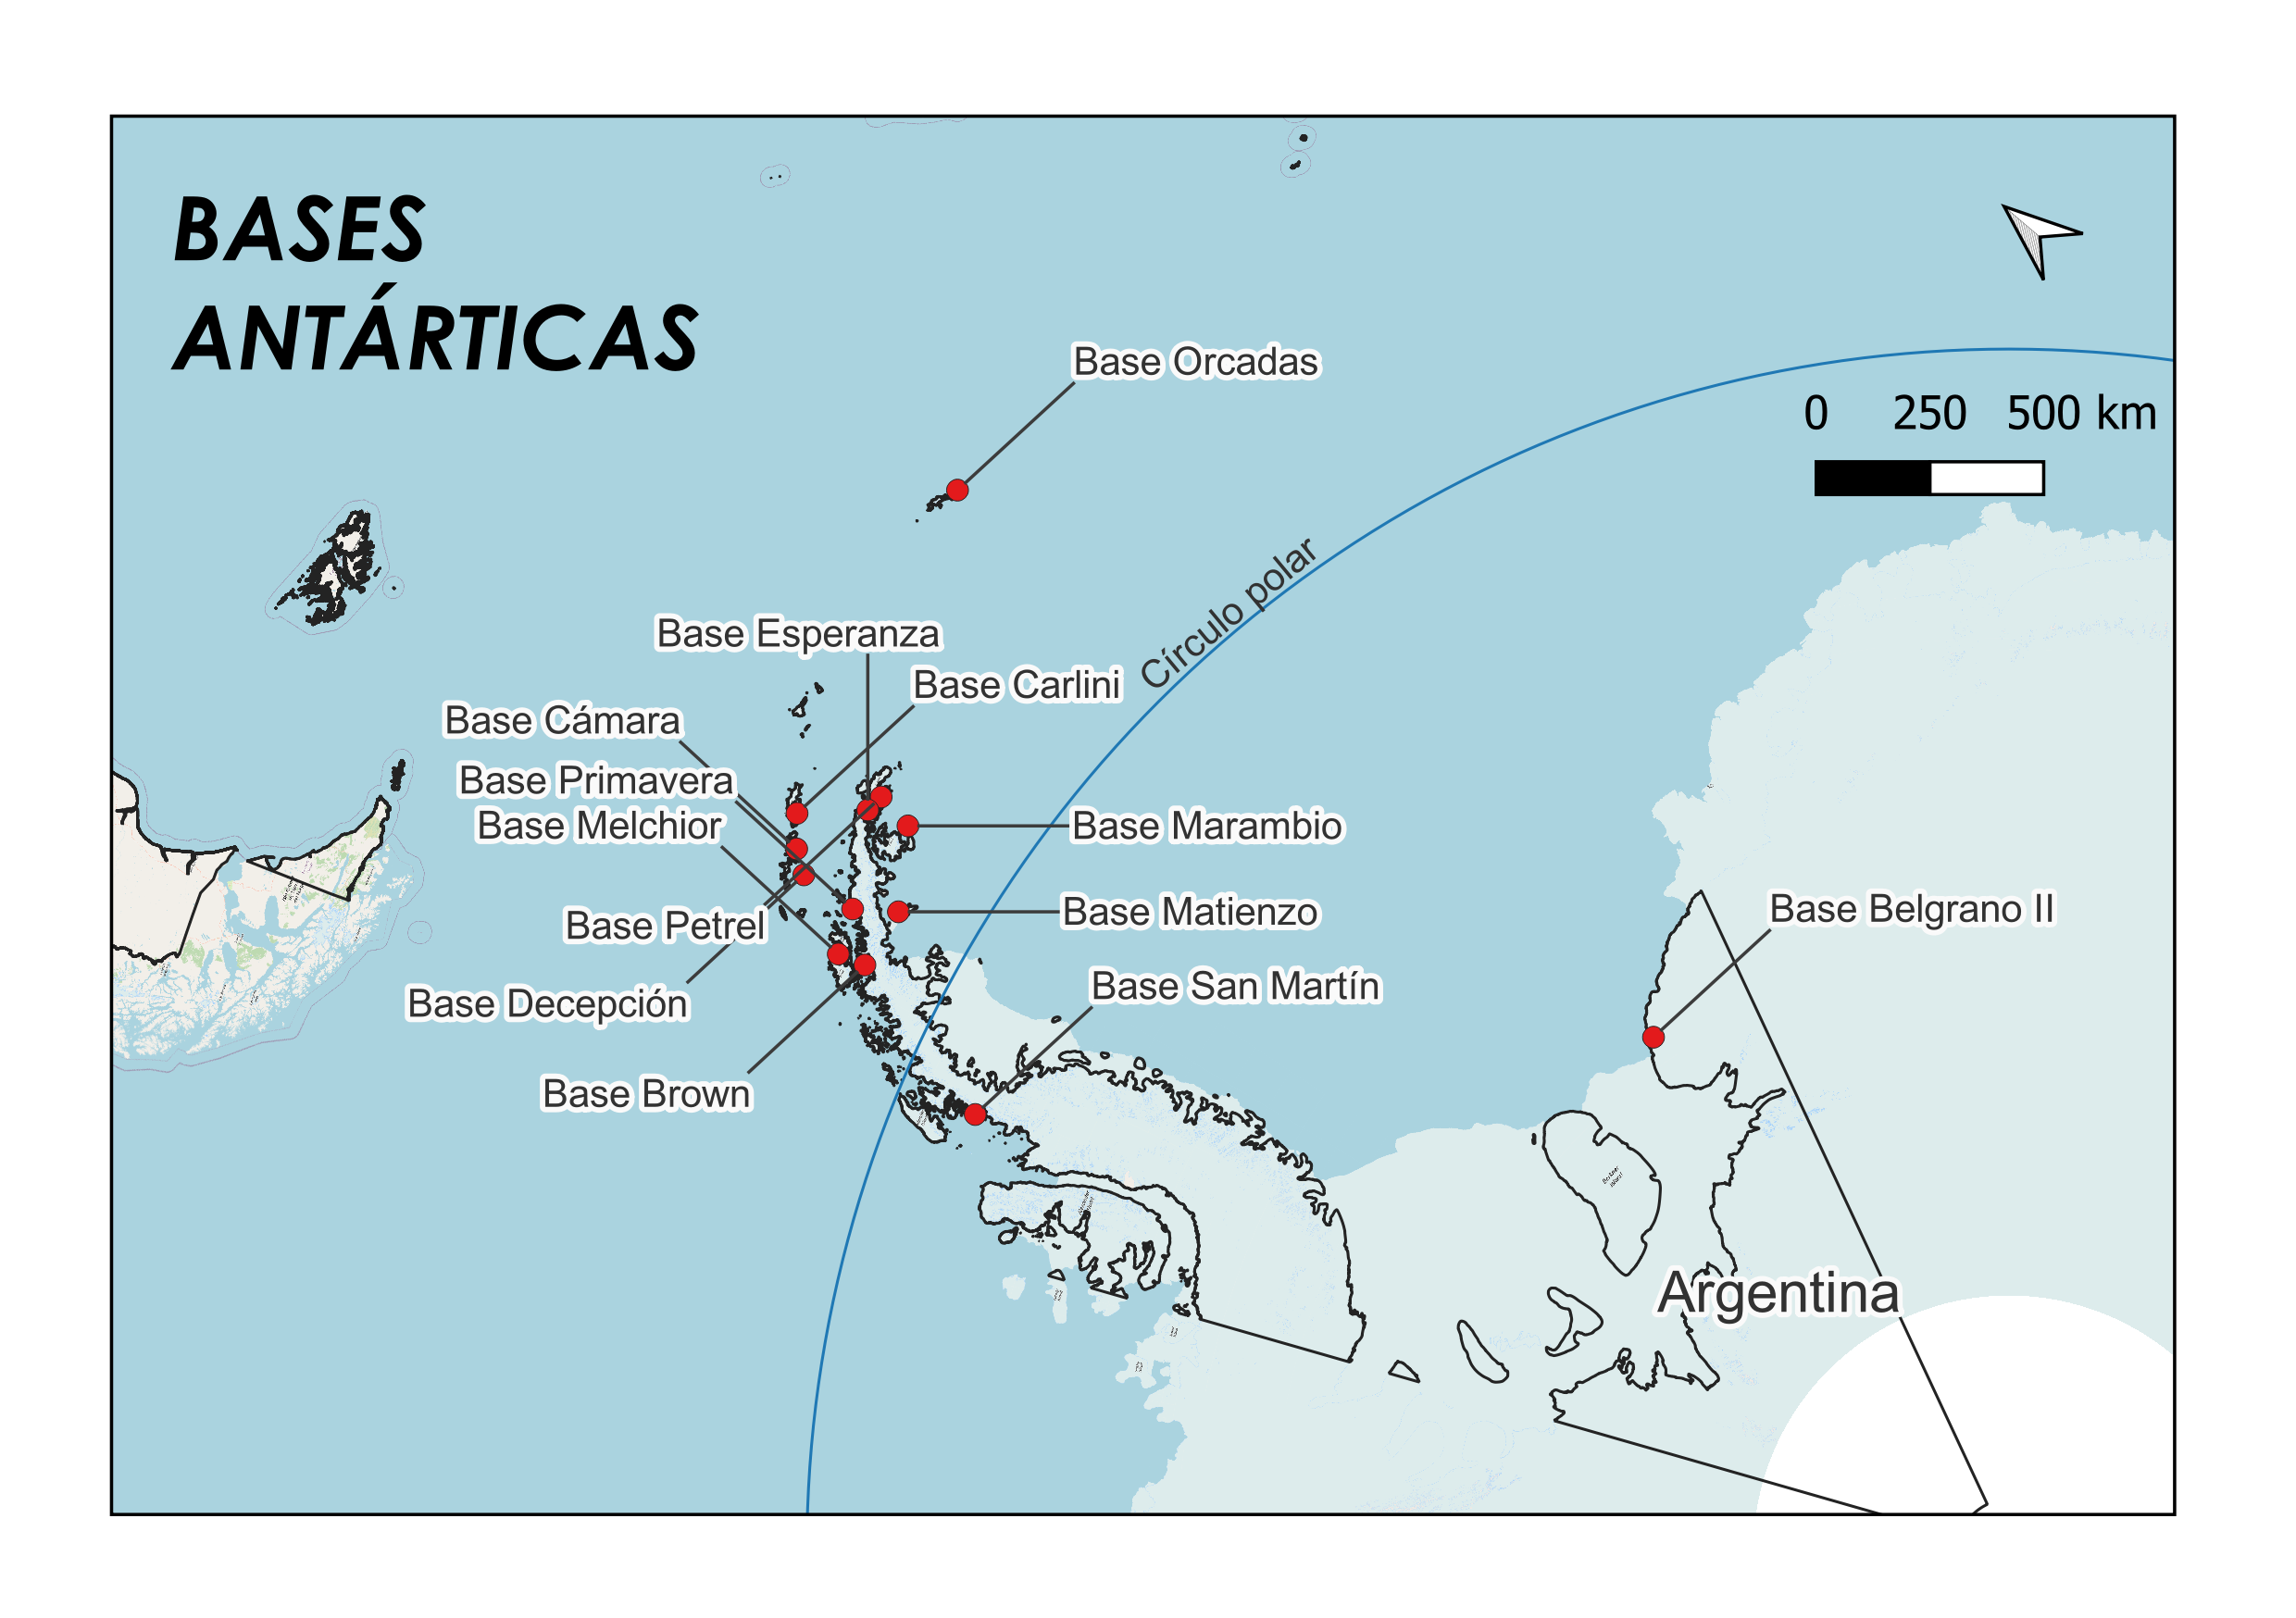 BASES
ANTÁRTICAS
Base Orcadas
0 250 500 km
Círculo polar
Base Esperanza
Base Carlini
Base Cámara
Base Primavera
Base Melchior
Base Marambio
Base Petrel
Base Matienzo
Base Belgrano II
Base Decepción
Base San Martín
Base Brown
Argentina